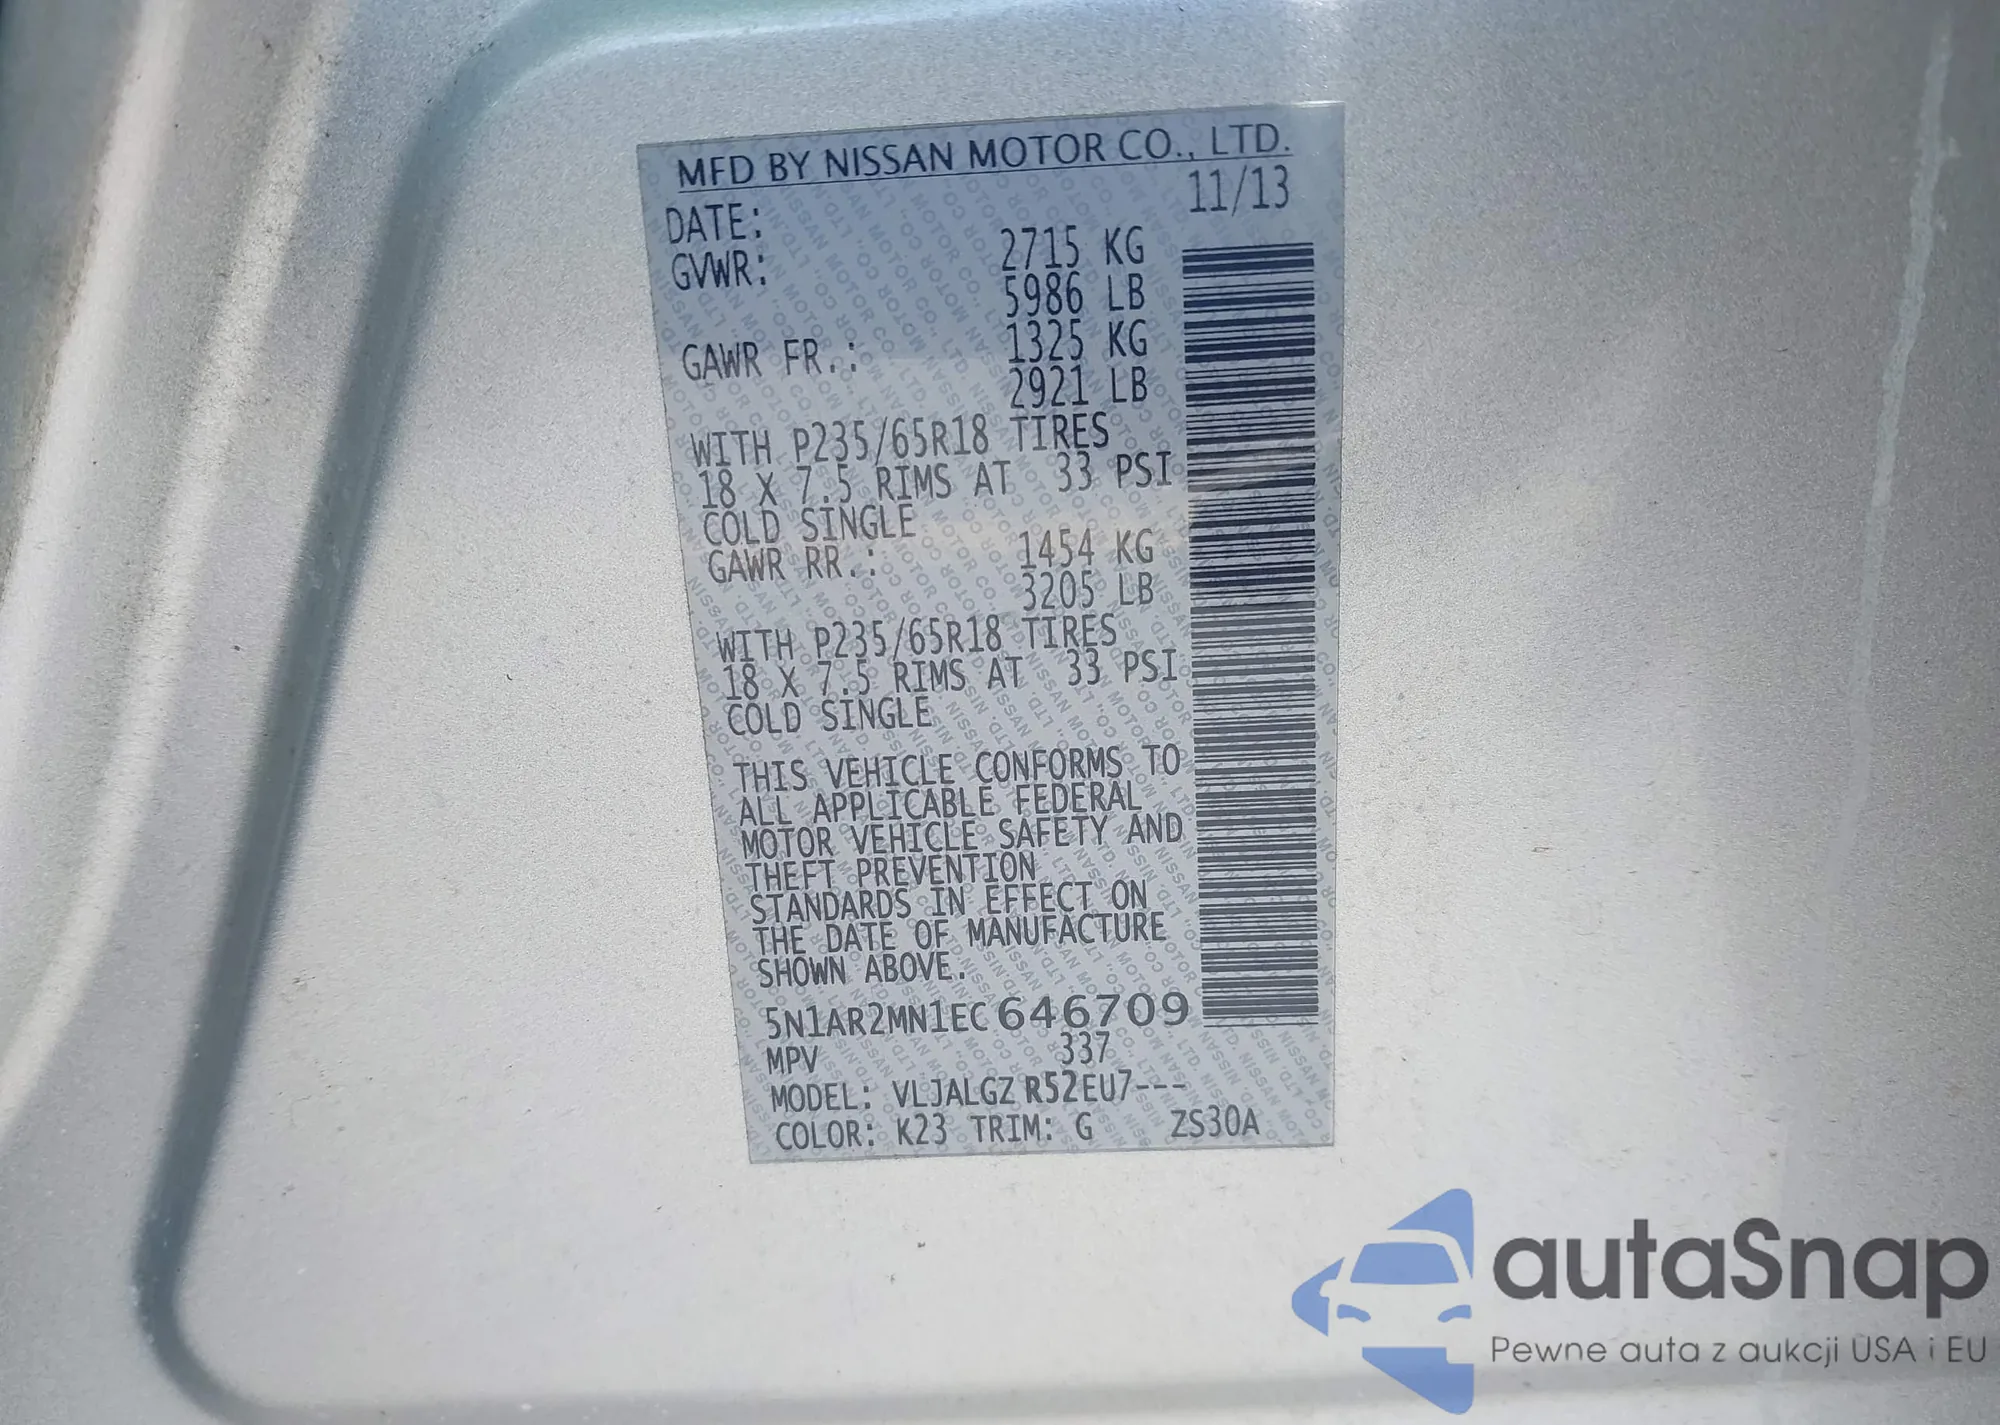 MFD BY NISSAN MOTOR CO., LTD.
DATE: 11/13
GVWR: 2715 KG
5986 LB
GAWR FR.: 1325 KG
2921 LB
WITH P235/65R18 TIRES
18 X 7.5 RIMS AT 33 PSI
COLD SINGLE
GAWR RR.: 1454 KG
3205 LB
WITH P235/65R18 TIRES
18 X 7.5 RIMS AT 33 PSI
COLD SINGLE
THIS VEHICLE CONFORMS TO
ALL APPLICABLE FEDERAL
MOTOR VEHICLE SAFETY AND
THEFT PREVENTION
STANDARDS IN EFFECT ON
THE DATE OF MANUFACTURE
SHOWN ABOVE.
5N1AR2MN1EC646709
MPV 337
MODEL: VLJALGZ R52EU7---
COLOR: K23 TRIM: G ZS30A
autaSnap
Pewne auta z aukcji USA i EU